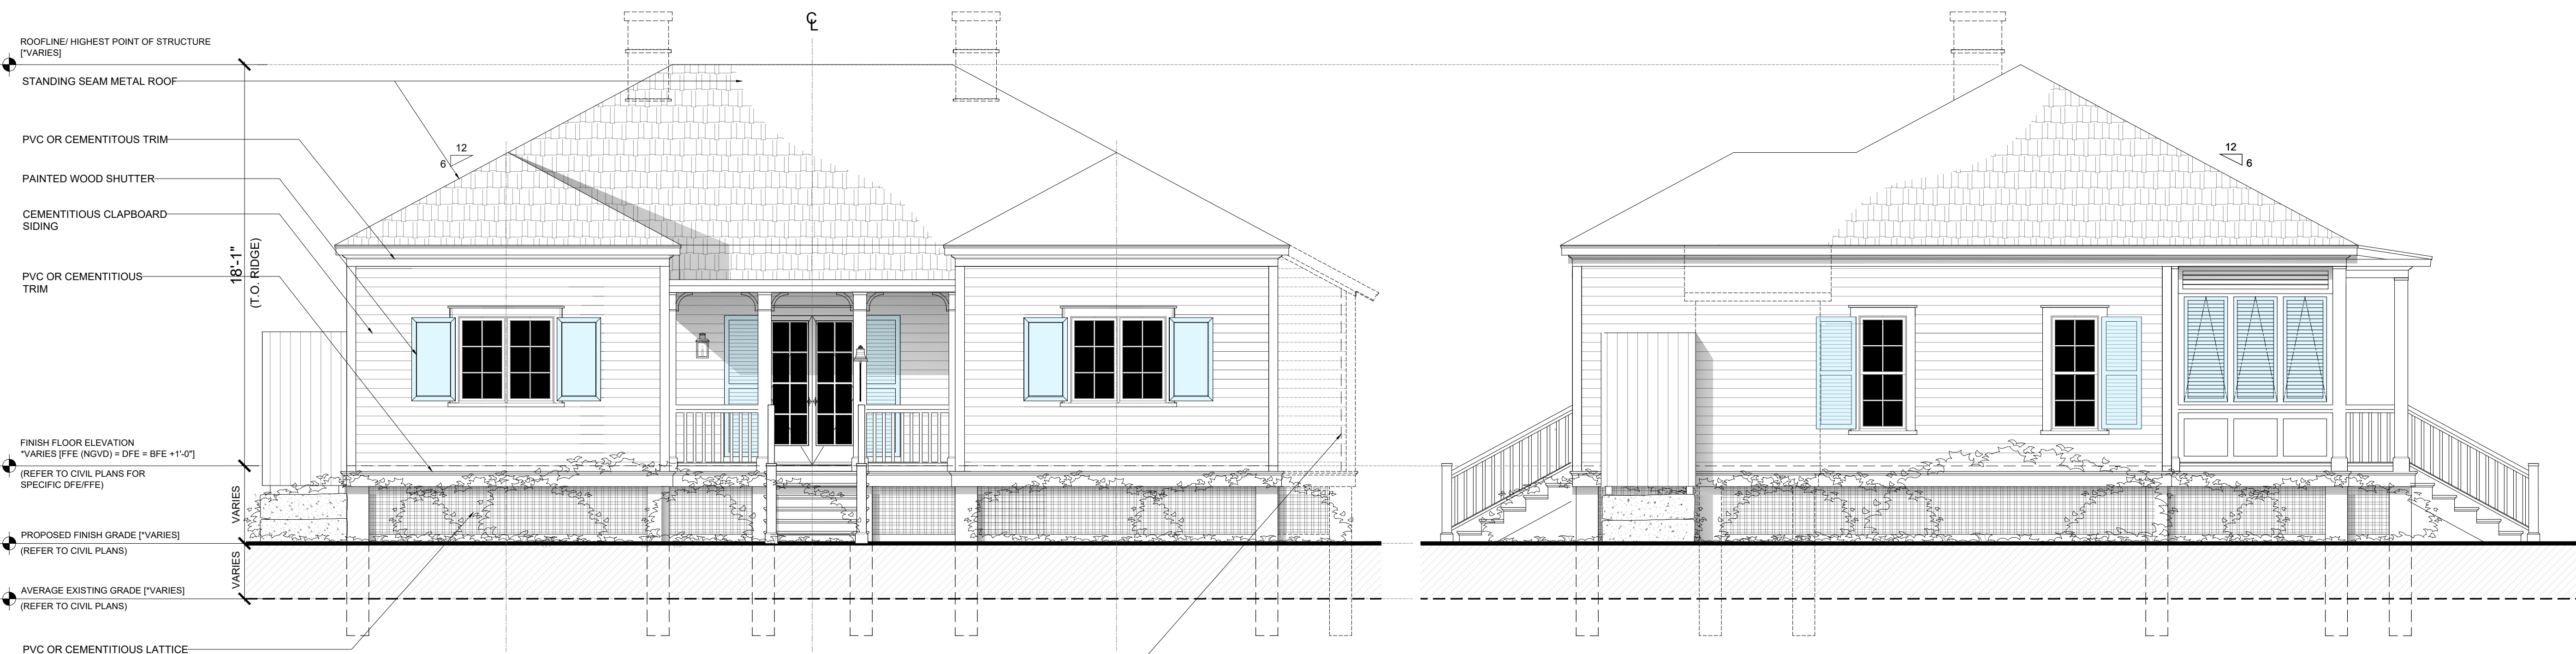 ROOFLINE/ HIGHEST POINT OF STRUCTURE
[*VARIES]
STANDING SEAM METAL ROOF
PVC OR CEMENTITOUS TRIM
PAINTED WOOD SHUTTER
CEMENTITIOUS CLAPBOARD
SIDING
PVC OR CEMENTITIOUS
TRIM
18'-1"
(T.O. RIDGE)
FINISH FLOOR ELEVATION
*VARIES [FFE (NGVD) = DFE = BFE +1'-0"]
(REFER TO CIVIL PLANS FOR
SPECIFIC DFE/FFE)
VARIES
PROPOSED FINISH GRADE [*VARIES]
(REFER TO CIVIL PLANS)
VARIES
AVERAGE EXISTING GRADE [*VARIES]
(REFER TO CIVIL PLANS)
PVC OR CEMENTITIOUS LATTICE
CL
12
6
12
6